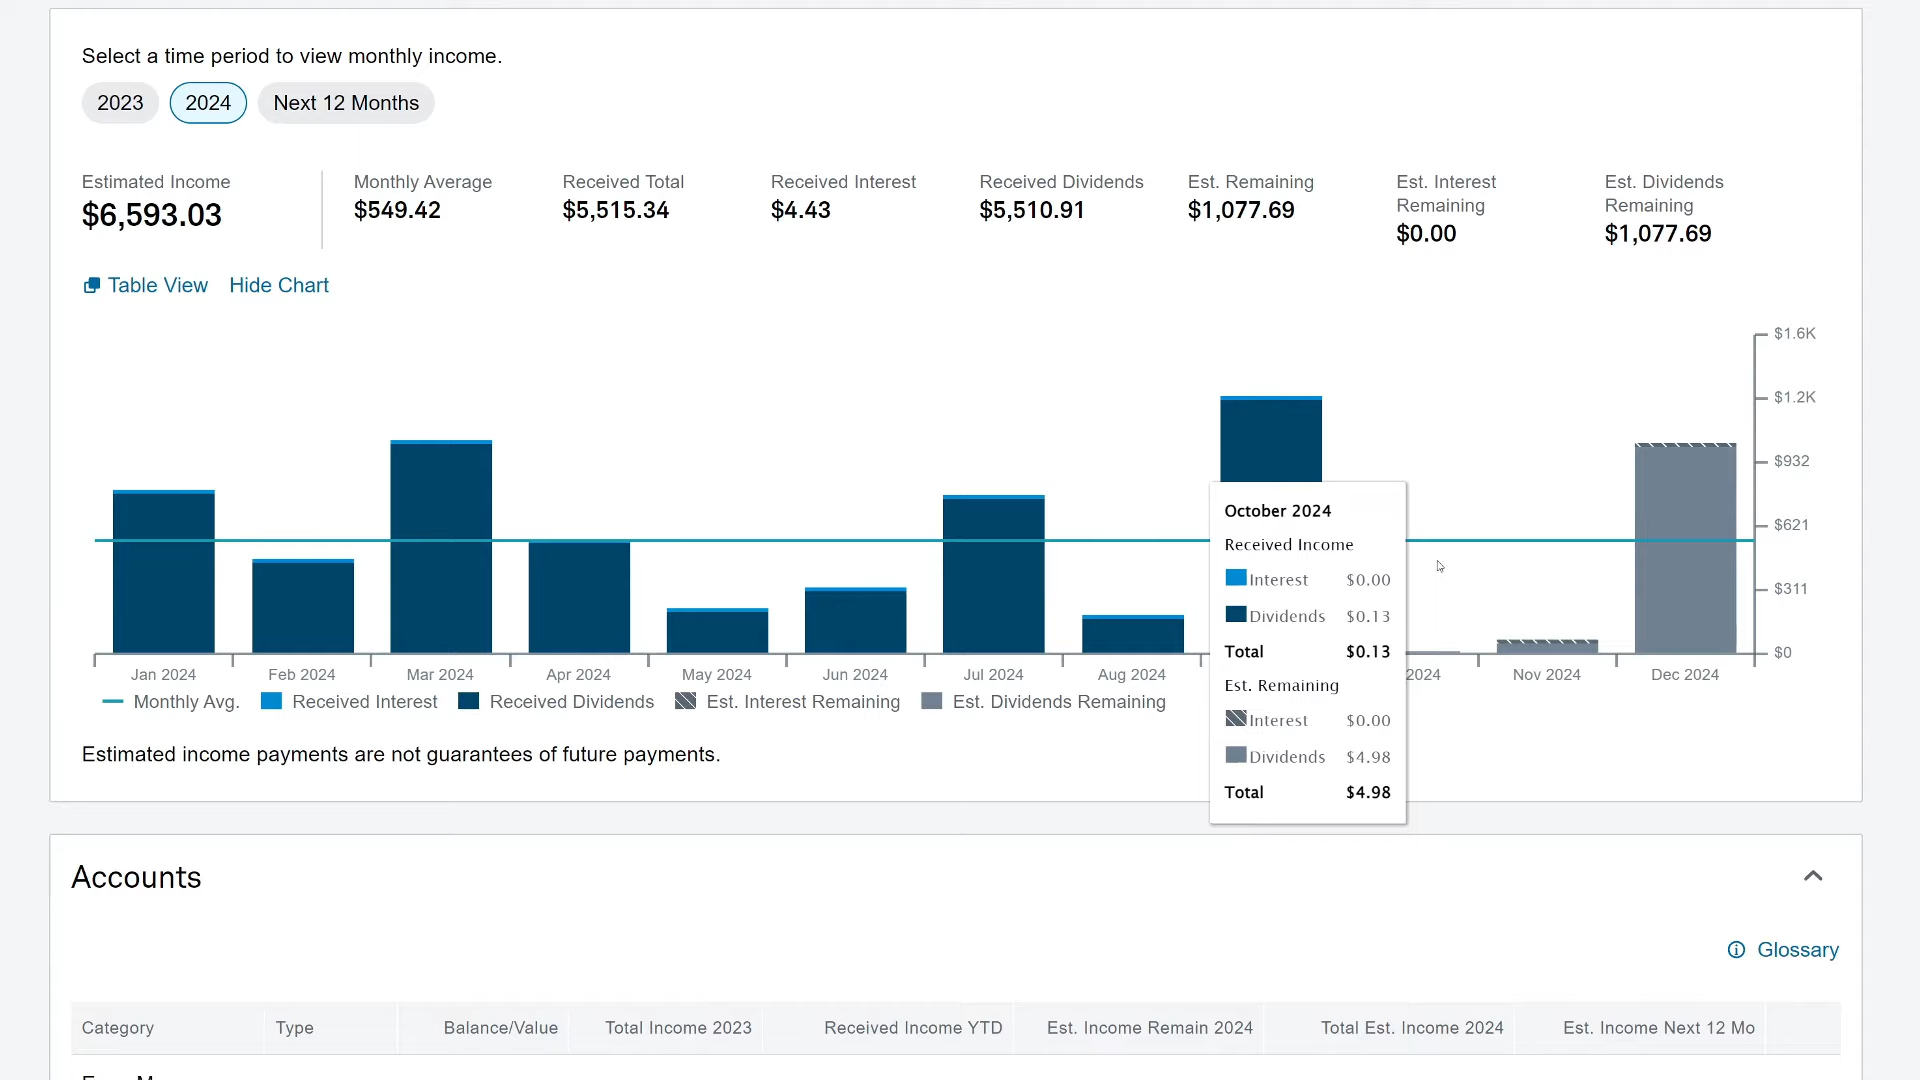 Select a time period to view monthly income.
2023 2024 Next 12 Months
Estimated Income Monthly Average Received Total Received Interest Received Dividends Est. Remaining Est. Interest Remaining Est. Dividends Remaining
$6,593.03 $549.42 $5,515.34 $4.43 $5,510.91 $1,077.69 $0.00 $1,077.69
Table View Hide Chart
$1.6K
$1.2K
$932
$621
$311
$0
October 2024
Received Income
Interest $0.00
Dividends $0.13
Total $0.13
Est. Remaining
Interest $0.00
Dividends $4.98
Total $4.98
Jan 2024 Feb 2024 Mar 2024 Apr 2024 May 2024 Jun 2024 Jul 2024 Aug 2024 2024 Nov 2024 Dec 2024
Monthly Avg. Received Interest Received Dividends Est. Interest Remaining Est. Dividends Remaining
Estimated income payments are not guarantees of future payments.
Accounts
Glossary
Category Type Balance/Value Total Income 2023 Received Income YTD Est. Income Remain 2024 Total Est. Income 2024 Est. Income Next 12 Mo